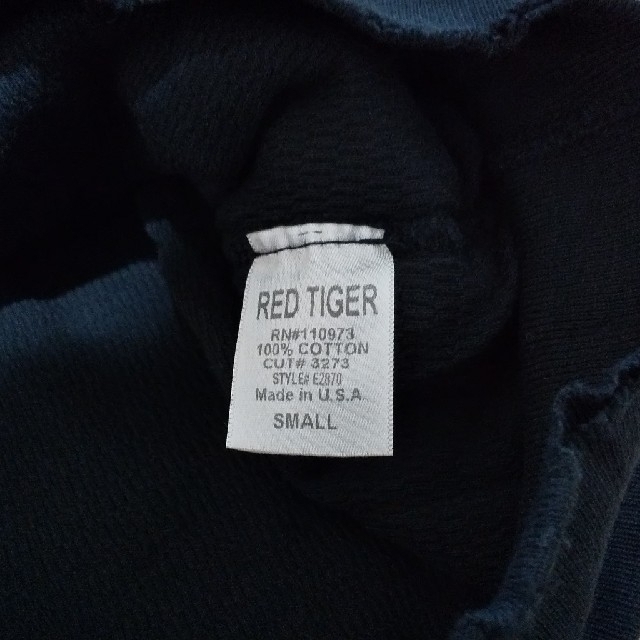 RED TIGER
RN#110973
100% COTTON
CUT# 3273
STYLE# E2870
Made in U.S.A.
SMALL